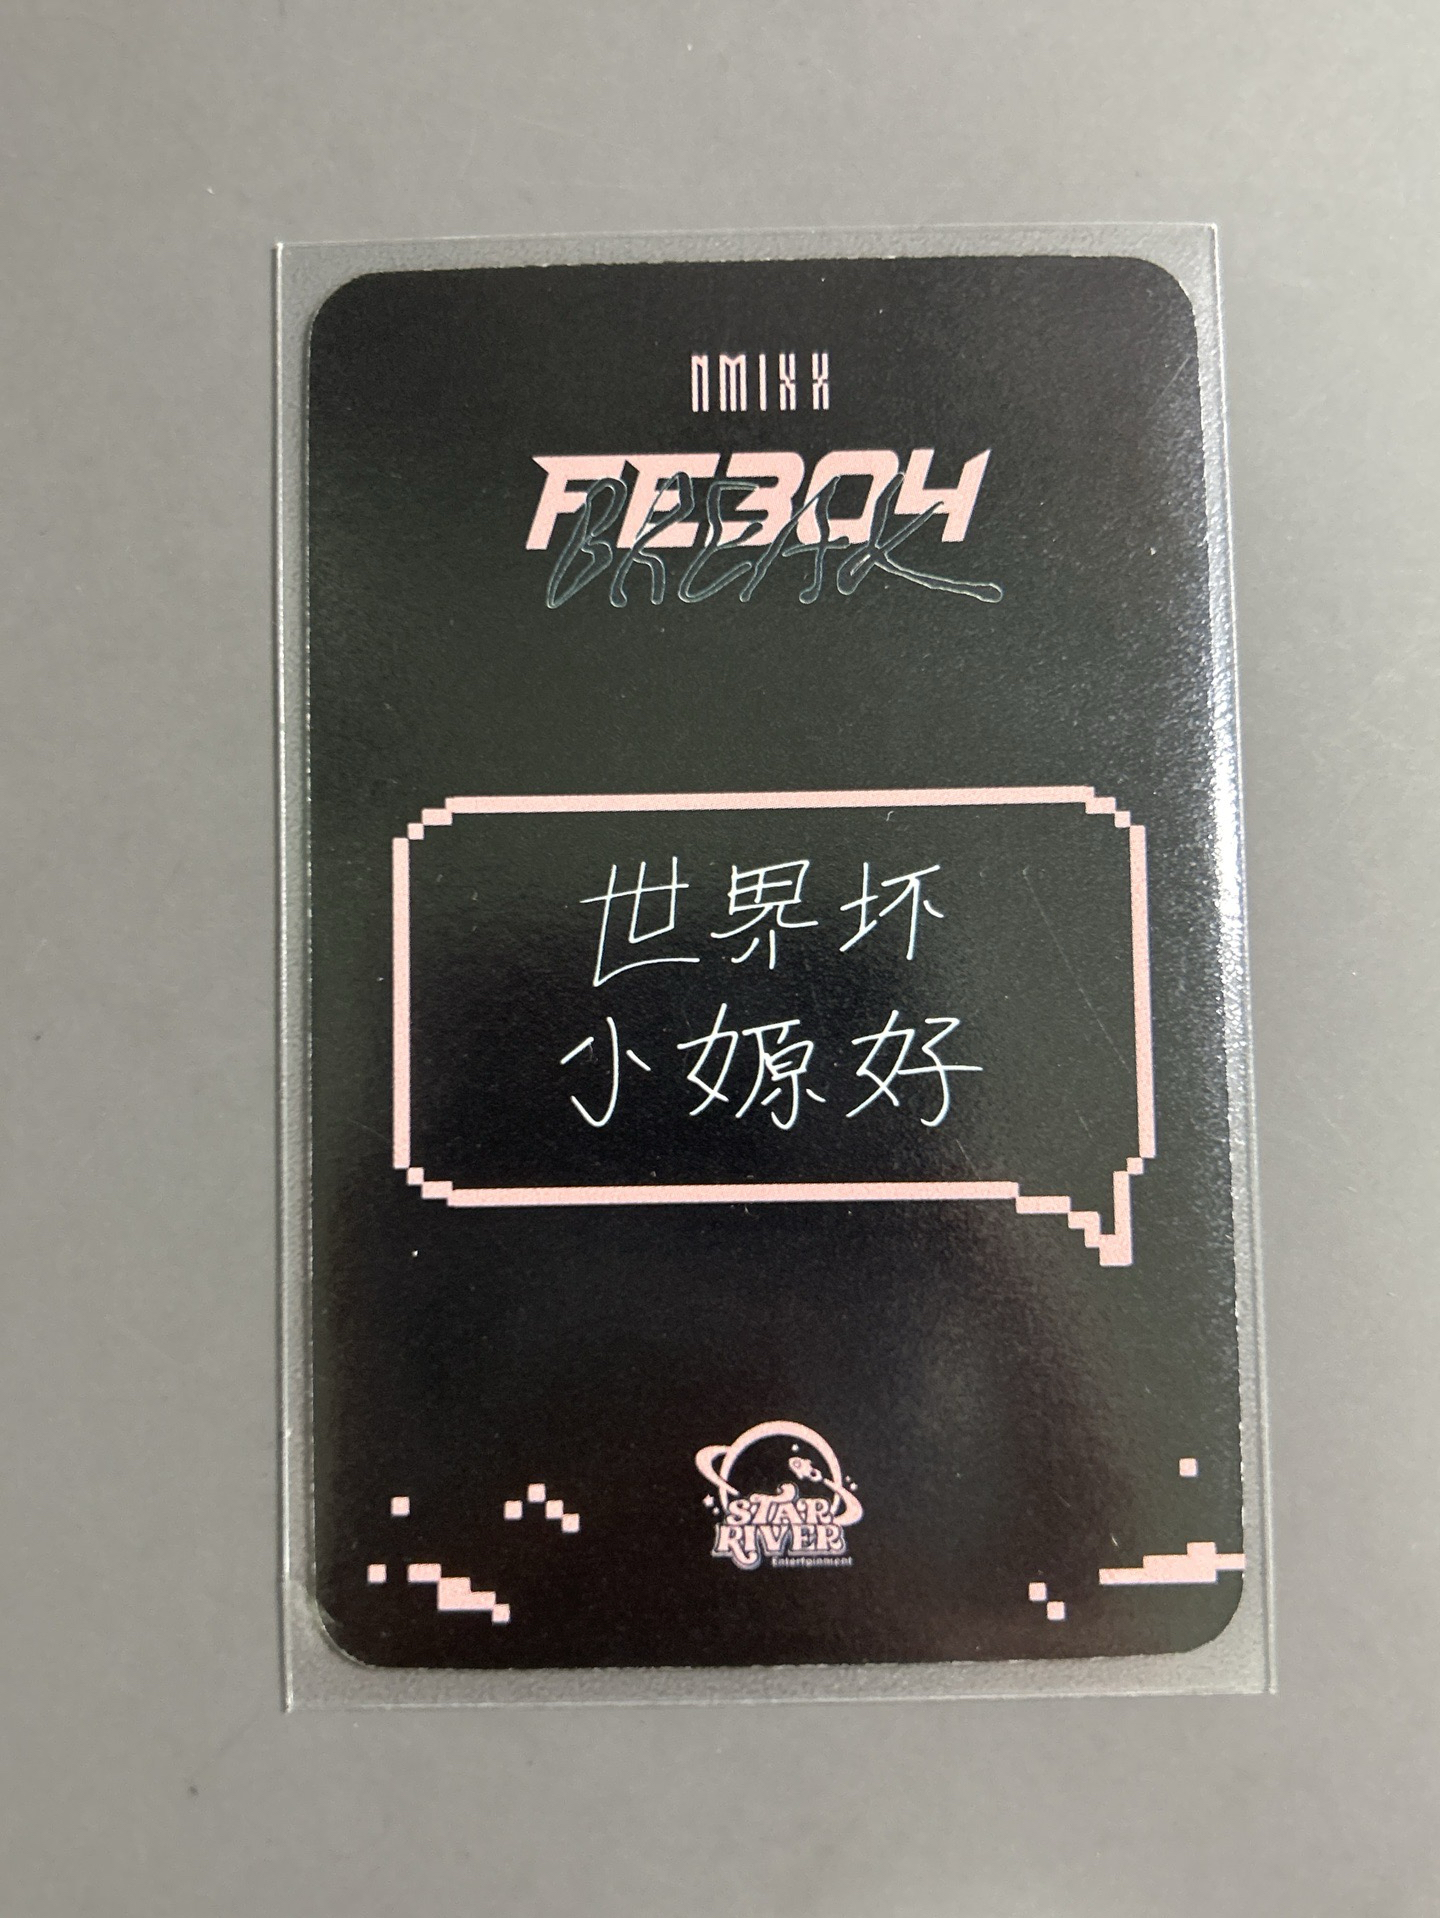 NMIXX
FE3O4
BREAK
世界坏
小嫄好
STAR
RIVER
Entertainment